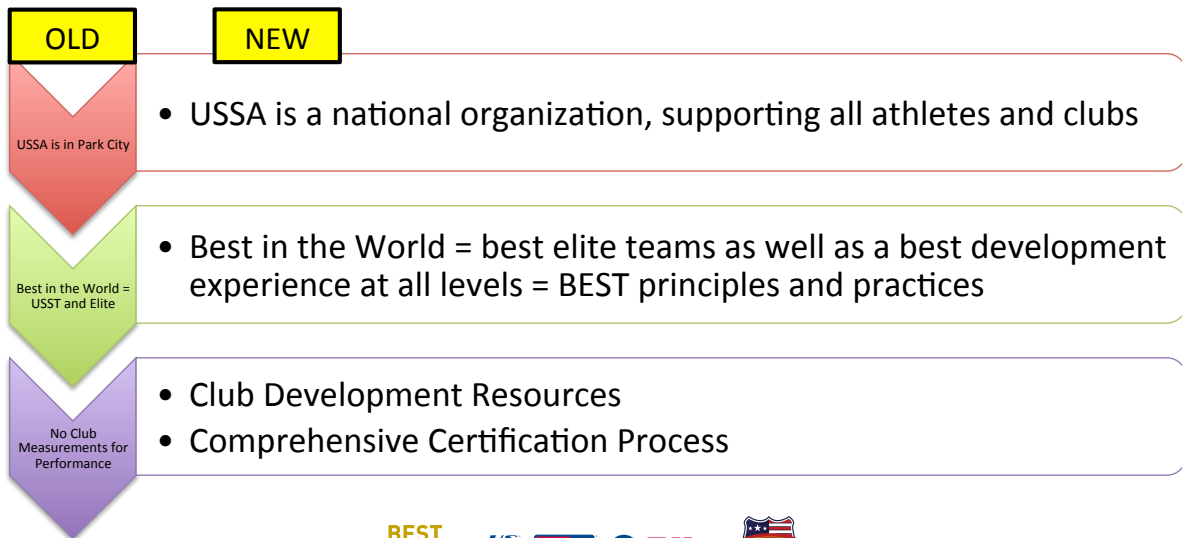 OLD
NEW
USSA is in Park City
• USSA is a national organization, supporting all athletes and clubs
Best in the World =
USST and Elite
• Best in the World = best elite teams as well as a best development
experience at all levels = BEST principles and practices
No Club
Measurements for
Performance
• Club Development Resources
• Comprehensive Certification Process
BEST